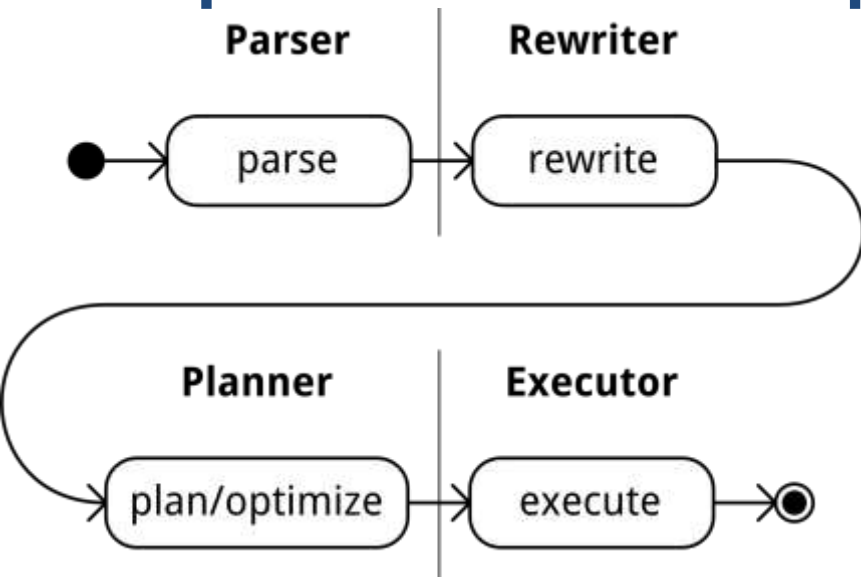 Parser
Rewriter
parse
rewrite
Planner
Executor
plan/optimize
execute